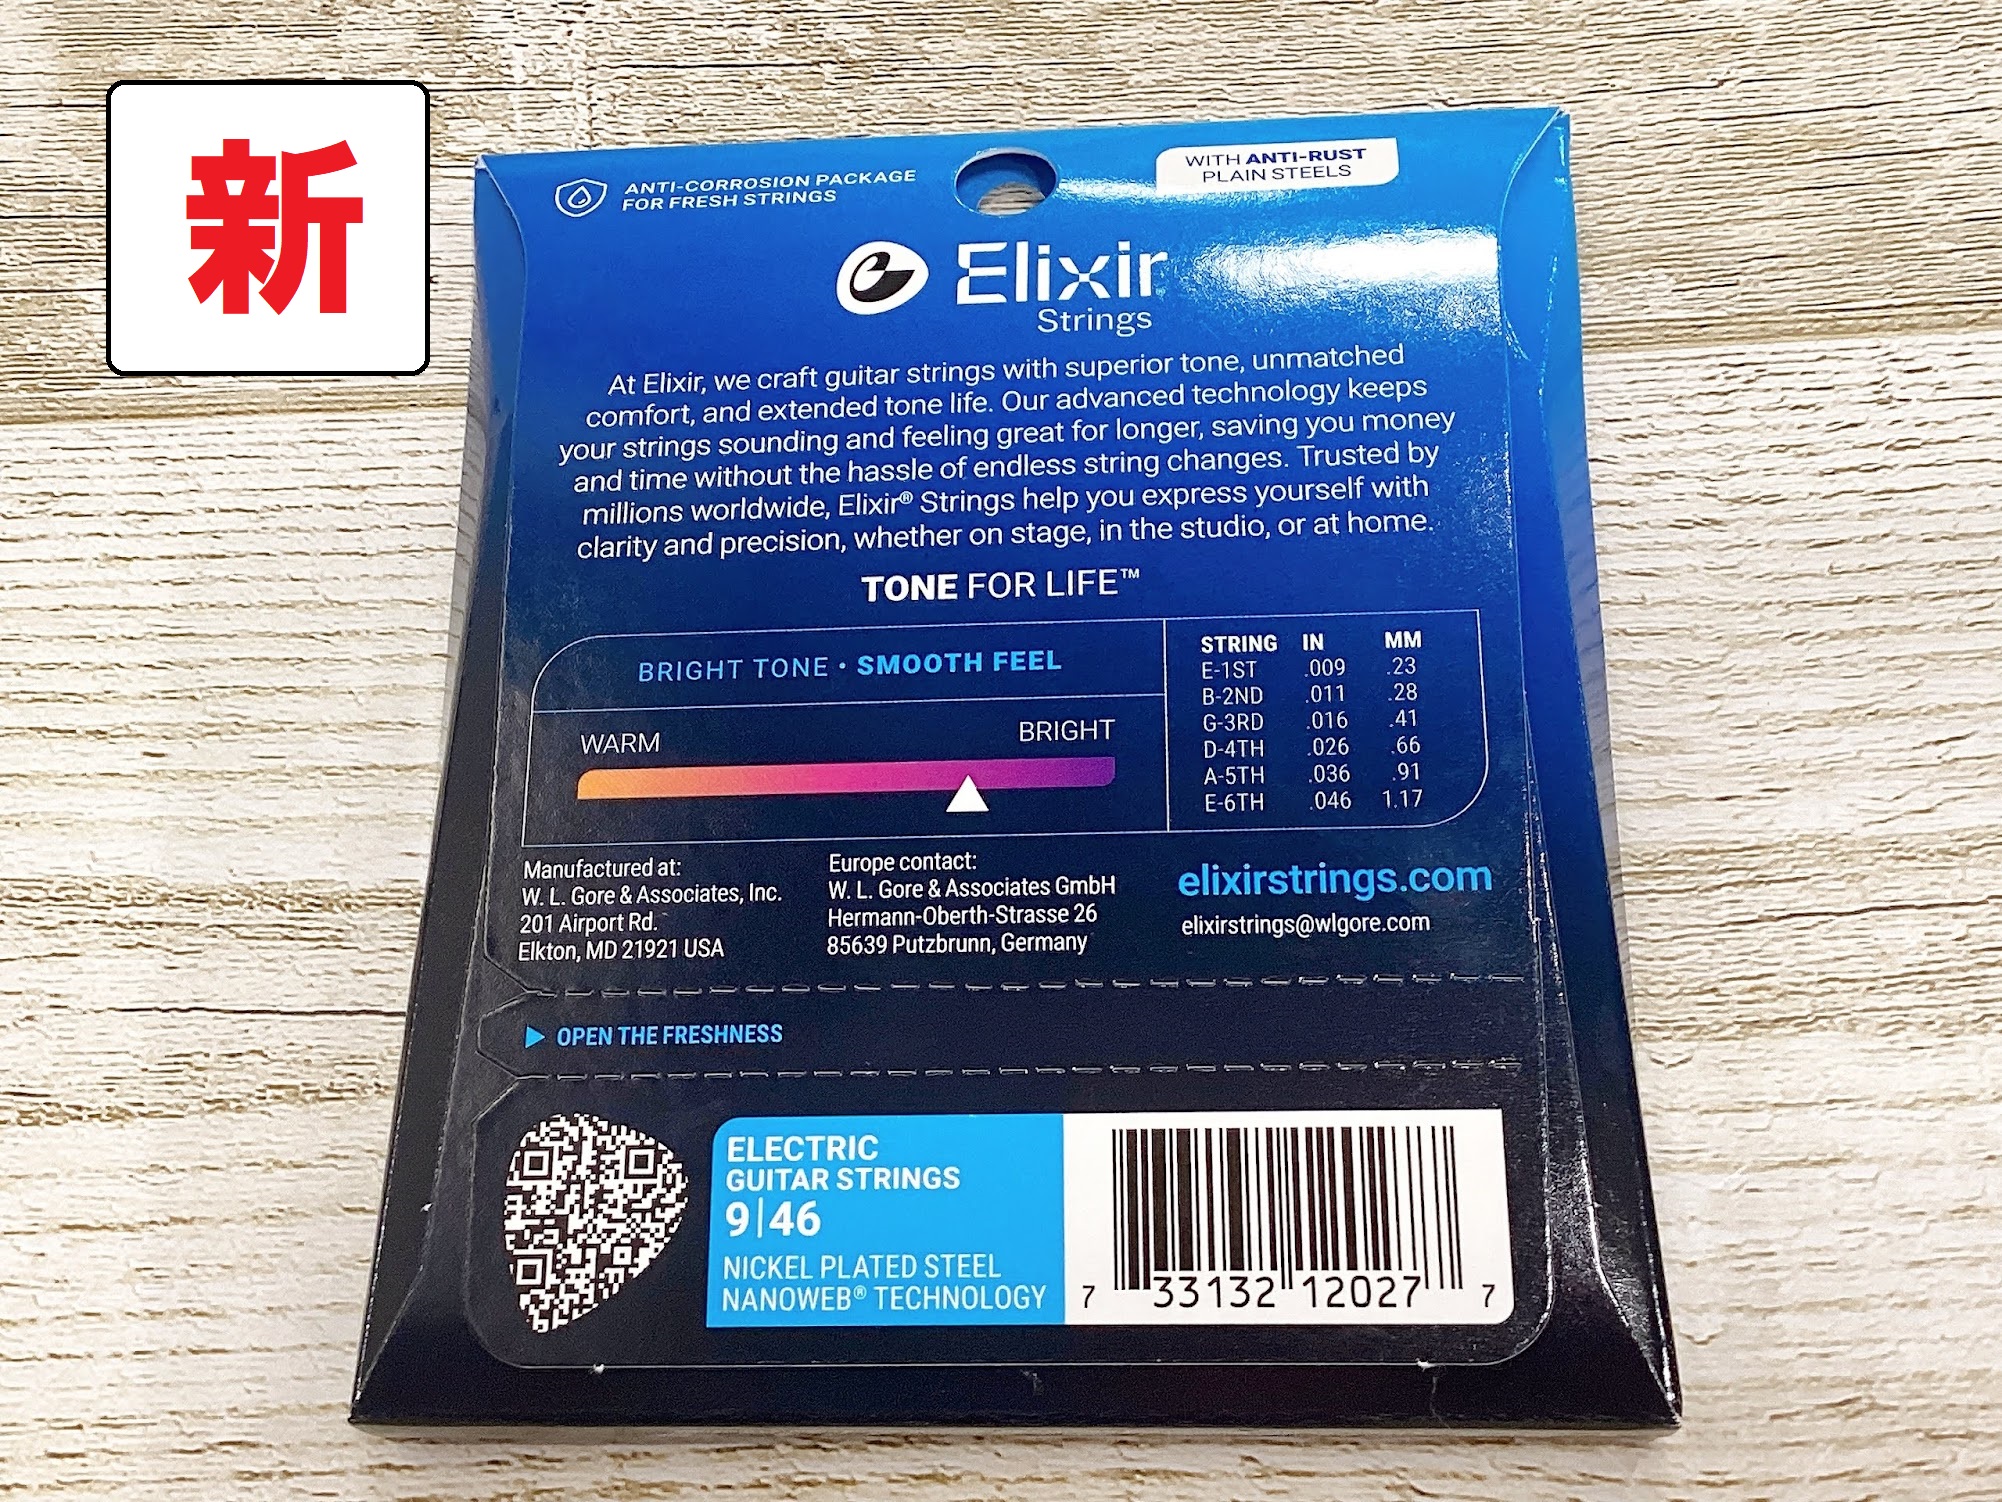 新
ANTI-CORROSION PACKAGE
FOR FRESH STRINGS
WITH ANTI-RUST
PLAIN STEELS
Elixir
Strings
At Elixir, we craft guitar strings with superior tone, unmatched
comfort, and extended tone life. Our advanced technology keeps
your strings sounding and feeling great for longer, saving you money
and time without the hassle of endless string changes. Trusted by
millions worldwide, Elixir® Strings help you express yourself with
clarity and precision, whether on stage, in the studio, or at home.
TONE FOR LIFE™
BRIGHT TONE • SMOOTH FEEL
WARM BRIGHT
STRING IN MM
E-1ST .009 .23
B-2ND .011 .28
G-3RD .016 .41
D-4TH .026 .66
A-5TH .036 .91
E-6TH .046 1.17
Manufactured at:
W. L. Gore & Associates, Inc.
201 Airport Rd.
Elkton, MD 21921 USA
Europe contact:
W. L. Gore & Associates GmbH
Hermann-Oberth-Strasse 26
85639 Putzbrunn, Germany
elixirstrings.com
elixirstrings@wlgore.com
OPEN THE FRESHNESS
ELECTRIC
GUITAR STRINGS
9|46
NICKEL PLATED STEEL
NANOWEB® TECHNOLOGY
7 33132 12027 7